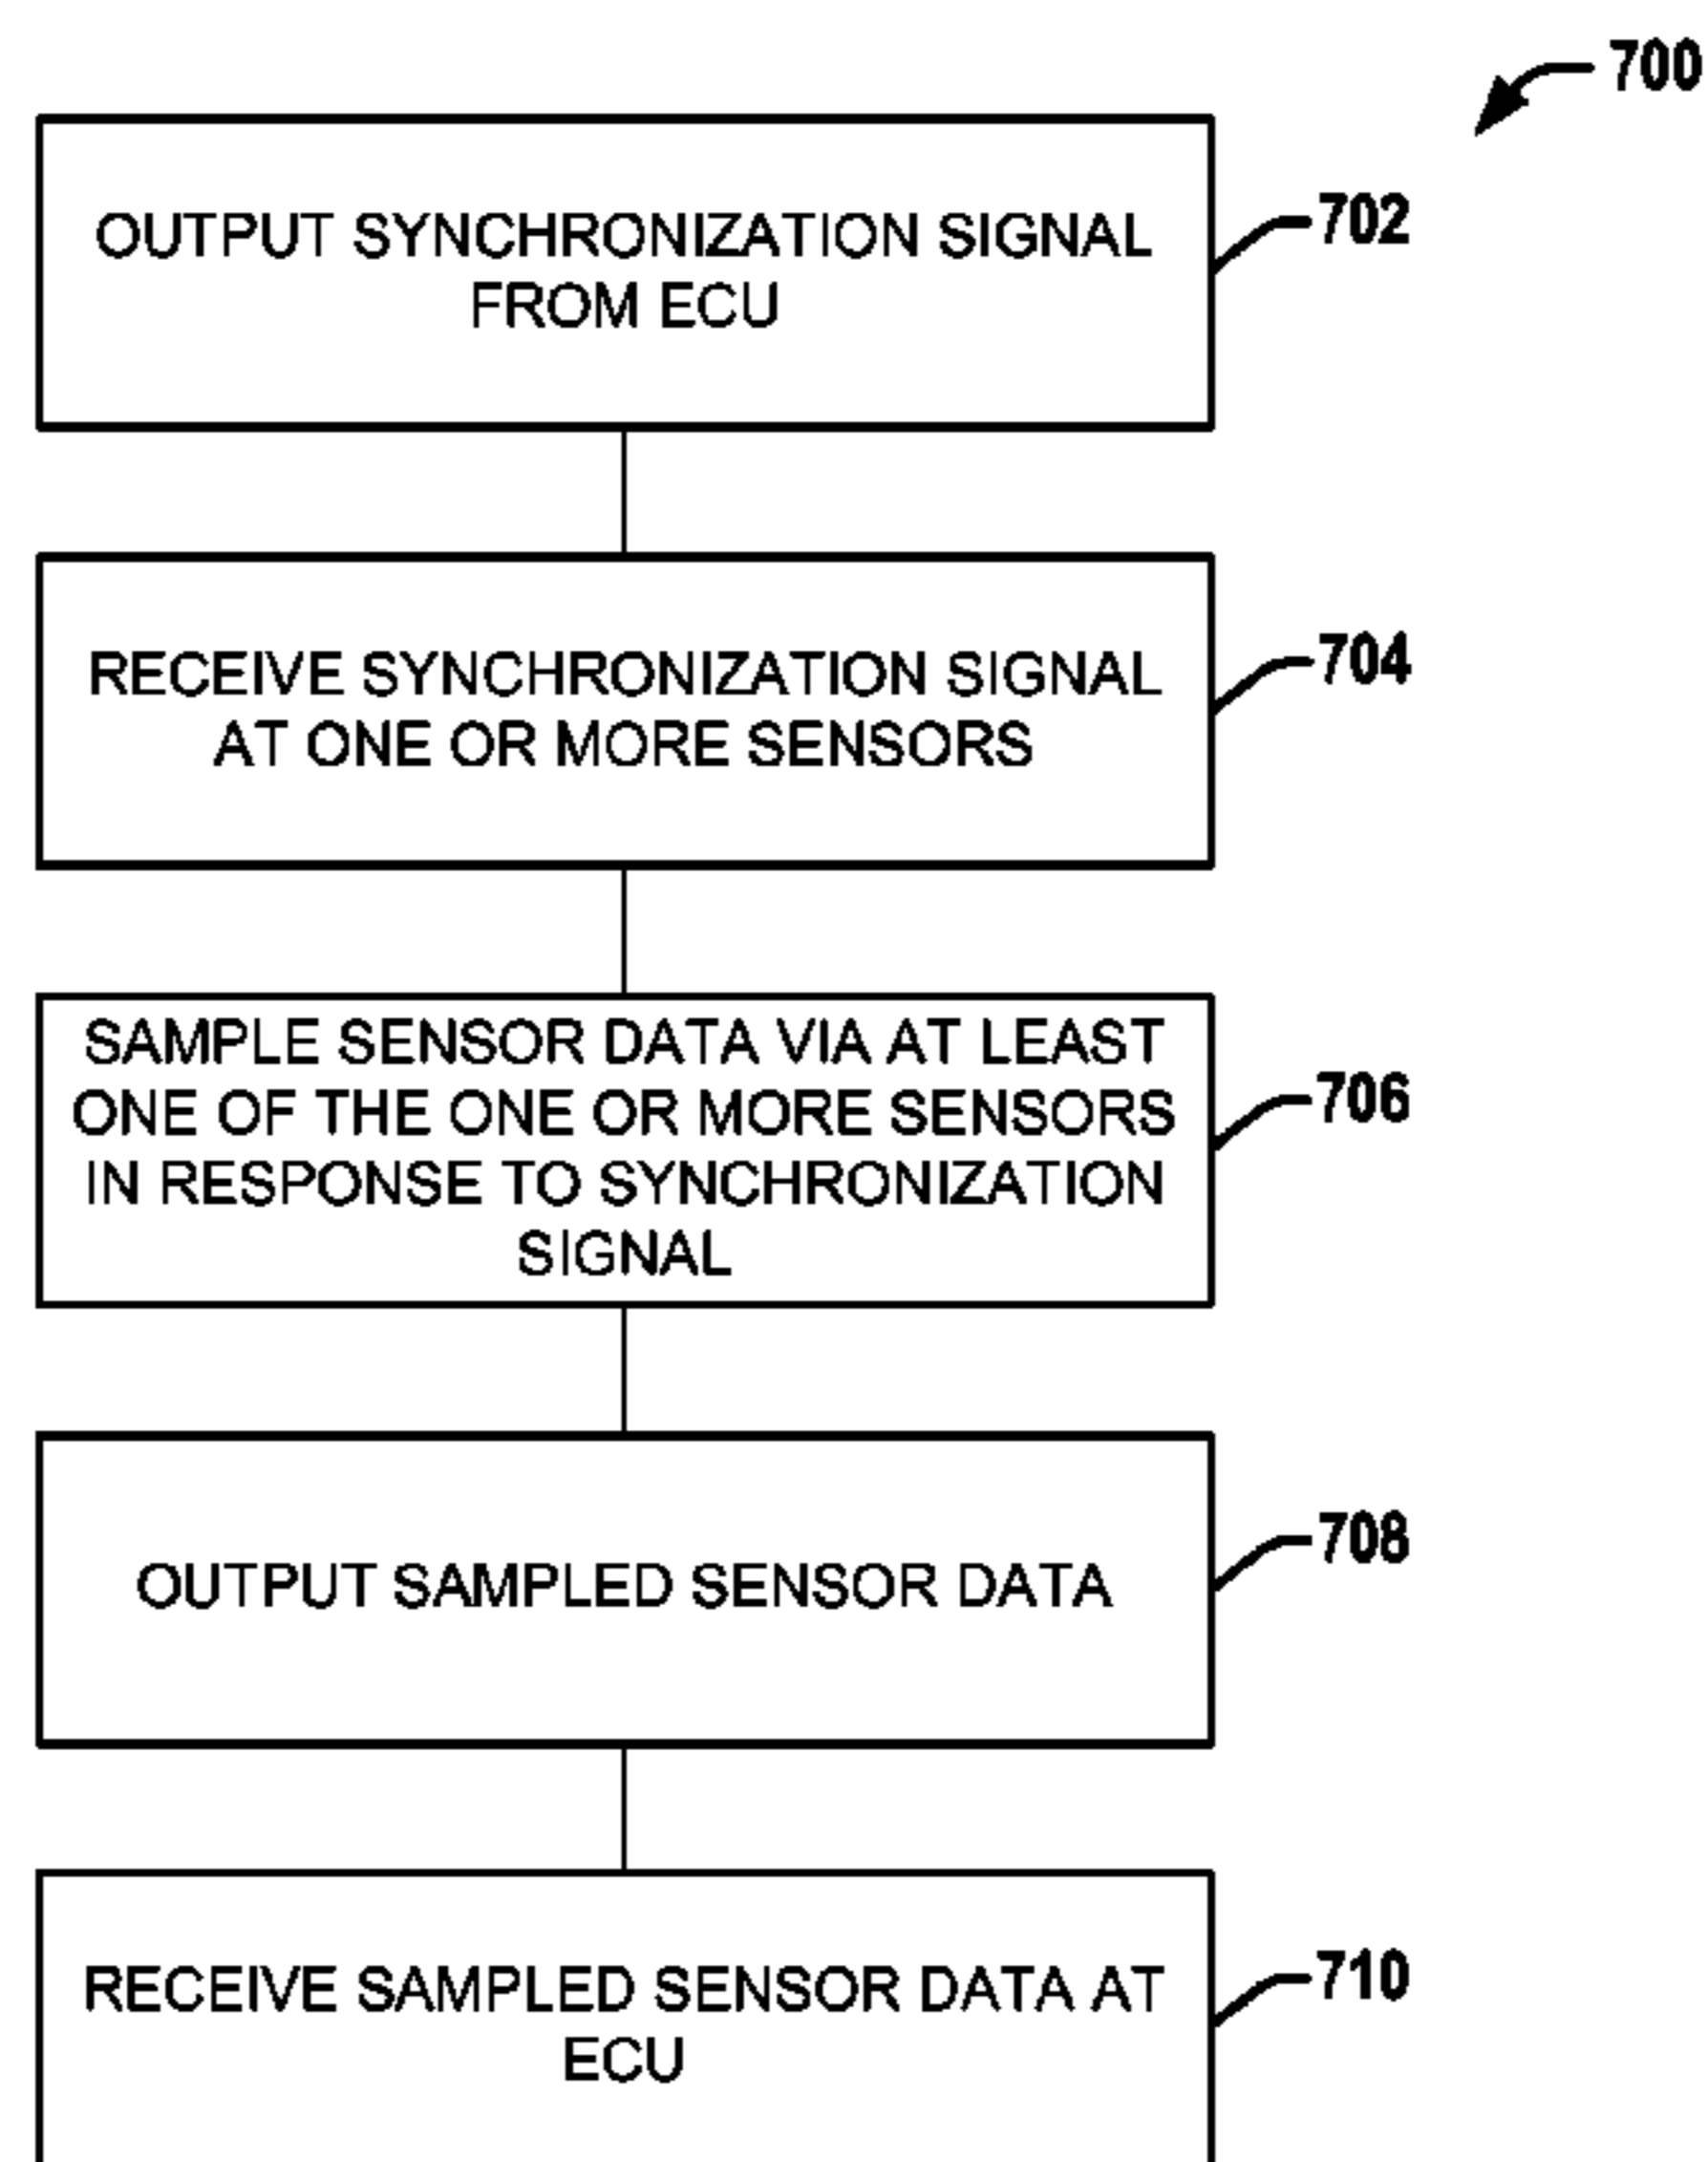 700
OUTPUT SYNCHRONIZATION SIGNAL
FROM ECU
702
RECEIVE SYNCHRONIZATION SIGNAL
AT ONE OR MORE SENSORS
704
SAMPLE SENSOR DATA VIA AT LEAST
ONE OF THE ONE OR MORE SENSORS
IN RESPONSE TO SYNCHRONIZATION
SIGNAL
706
OUTPUT SAMPLED SENSOR DATA
708
RECEIVE SAMPLED SENSOR DATA AT
ECU
710